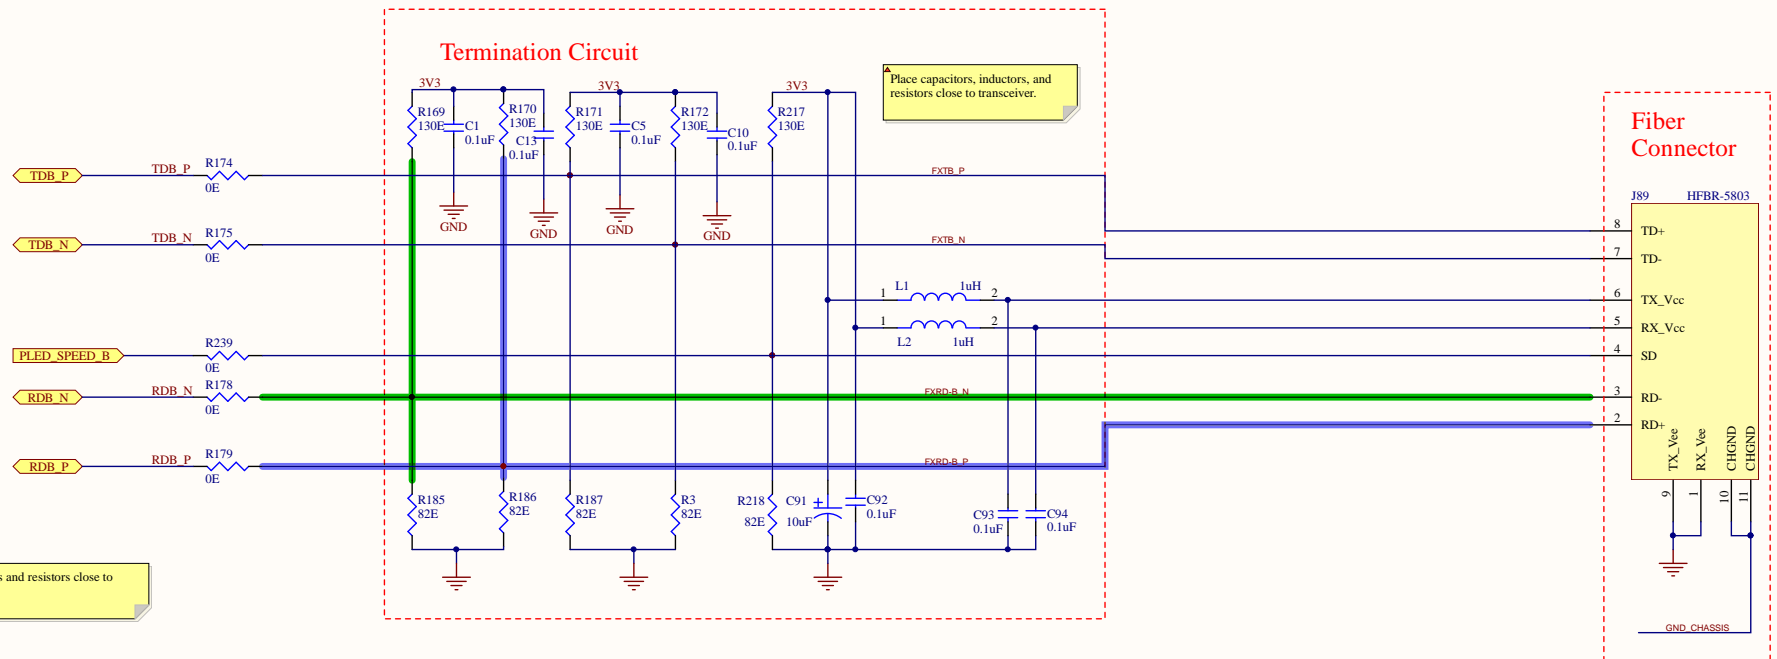 Termination Circuit
Place capacitors, inductors, and
resistors close to transceiver.
Fiber
Connector
3V3
3V3
3V3
R169
130E
C1
0.1uF
R170
130E
C13
0.1uF
R171
130E
C5
0.1uF
R172
130E
C10
0.1uF
R217
130E
GND
GND
GND
GND
TDB_P
TDB_P
R174
0E
FXTB_P
TDB_N
TDB_N
R175
0E
FXTB_N
1
L1
1uH
2
1
L2
1uH
2
PLED_SPEED_B
R239
0E
RDB_N
RDB_N
R178
0E
FXRD-B_N
RDB_P
RDB_P
R179
0E
FXRD-B_P
R185
82E
R186
82E
R187
82E
R3
82E
R218
82E
C91
+
10uF
C92
0.1uF
C93
0.1uF
C94
0.1uF
J89
HFBR-5803
8
TD+
7
TD-
6
TX_Vcc
5
RX_Vcc
4
SD
3
RD-
2
RD+
TX_Vee
RX_Vee
CHGND
CHGND
9
1
10
11
GND_CHASSIS
s and resistors close to